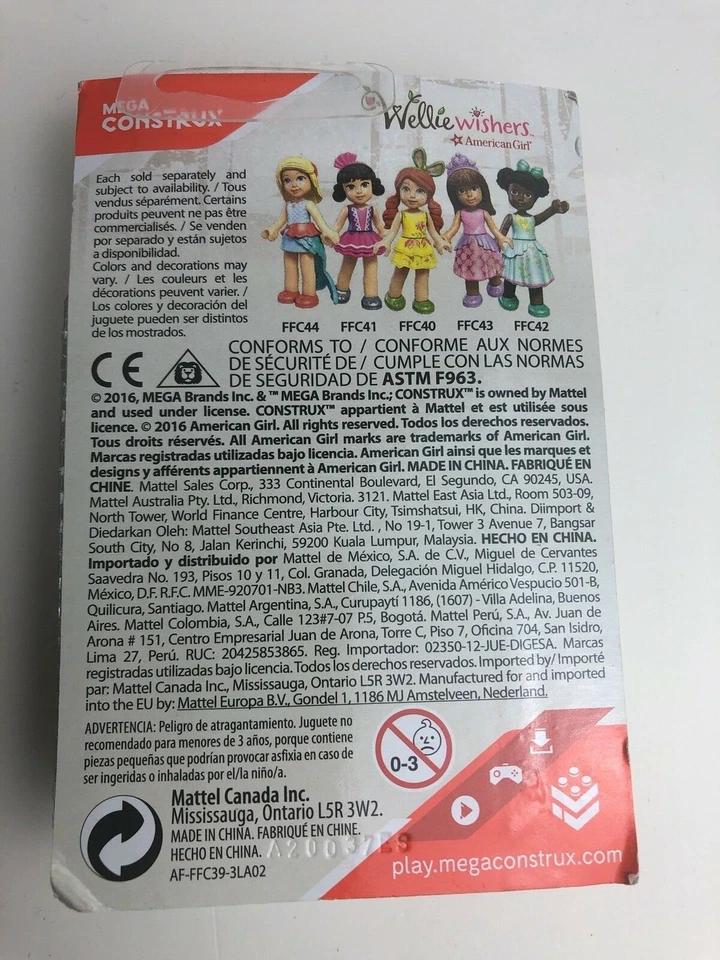 MEGA
CONSTRUX
Welliewishers™
AmericanGirl®
Each sold separately and
subject to availability. / Tous
vendus séparément. Certains
produits peuvent ne pas être
commercialisés. / Se venden
por separado y están sujetos
a disponibilidad.
Colors and decorations may
vary. / Les couleurs et les
décorations peuvent varier. /
Los colores y decoración del
juguete pueden ser distintos
de los mostrados.
FFC44 FFC41 FFC40 FFC43 FFC42
CE
CONFORMS TO / CONFORME AUX NORMES
DE SÉCURITÉ DE / CUMPLE CON LAS NORMAS
DE SEGURIDAD DE ASTM F963.
© 2016, MEGA Brands Inc. & ™ MEGA Brands Inc.; CONSTRUX™ is owned by Mattel
and used under license. CONSTRUX™ appartient à Mattel et est utilisée sous
licence. © 2016 American Girl. All rights reserved. Todos los derechos reservados.
Tous droits réservés. All American Girl marks are trademarks of American Girl.
Marcas registradas utilizadas bajo licencia. American Girl ainsi que les marques et
designs y afférents appartiennent à American Girl. MADE IN CHINA. FABRIQUÉ EN
CHINE. Mattel Sales Corp., 333 Continental Boulevard, El Segundo, CA 90245, USA.
Mattel Australia Pty. Ltd., Richmond, Victoria. 3121. Mattel East Asia Ltd., Room 503-09,
North Tower, World Finance Centre, Harbour City, Tsimshatsui, HK, China. Diimport &
Diedarkan Oleh: Mattel Southeast Asia Pte. Ltd. , No 19-1, Tower 3 Avenue 7, Bangsar
South City, No 8, Jalan Kerinchi, 59200 Kuala Lumpur, Malaysia. HECHO EN CHINA.
Importado y distribuido por Mattel de México, S.A. de C.V., Miguel de Cervantes
Saavedra No. 193, Pisos 10 y 11, Col. Granada, Delegación Miguel Hidalgo, C.P. 11520,
México, D.F. R.F.C. MME-920701-NB3. Mattel Chile, S.A., Avenida Américo Vespucio 501-B,
Quilicura, Santiago. Mattel Argentina, S.A., Curupaytí 1186, (1607) - Villa Adelina, Buenos
Aires. Mattel Colombia, S.A., Calle 123#7-07 P.5, Bogotá. Mattel Perú, S.A., Av. Juan de
Arona # 151, Centro Empresarial Juan de Arona, Torre C, Piso 7, Oficina 704, San Isidro,
Lima 27, Perú. RUC: 20425853865. Reg. Importador: 02350-12-JUE-DIGESA. Marcas
registradas utilizadas bajo licencia. Todos los derechos reservados. Imported by/ Importé
par: Mattel Canada Inc., Mississauga, Ontario L5R 3W2. Manufactured for and imported
into the EU by: Mattel Europa B.V., Gondel 1, 1186 MJ Amstelveen, Nederland.
ADVERTENCIA: Peligro de atragantamiento. Juguete no
recomendado para menores de 3 años, porque contiene
piezas pequeñas que podrían provocar asfixia en caso de
ser ingeridas o inhaladas por el/la niño/a.
0-3
Mattel Canada Inc.
Mississauga, Ontario L5R 3W2.
MADE IN CHINA. FABRIQUÉ EN CHINE.
HECHO EN CHINA. A20037ES
AF-FFC39-3LA02
play.megaconstrux.com